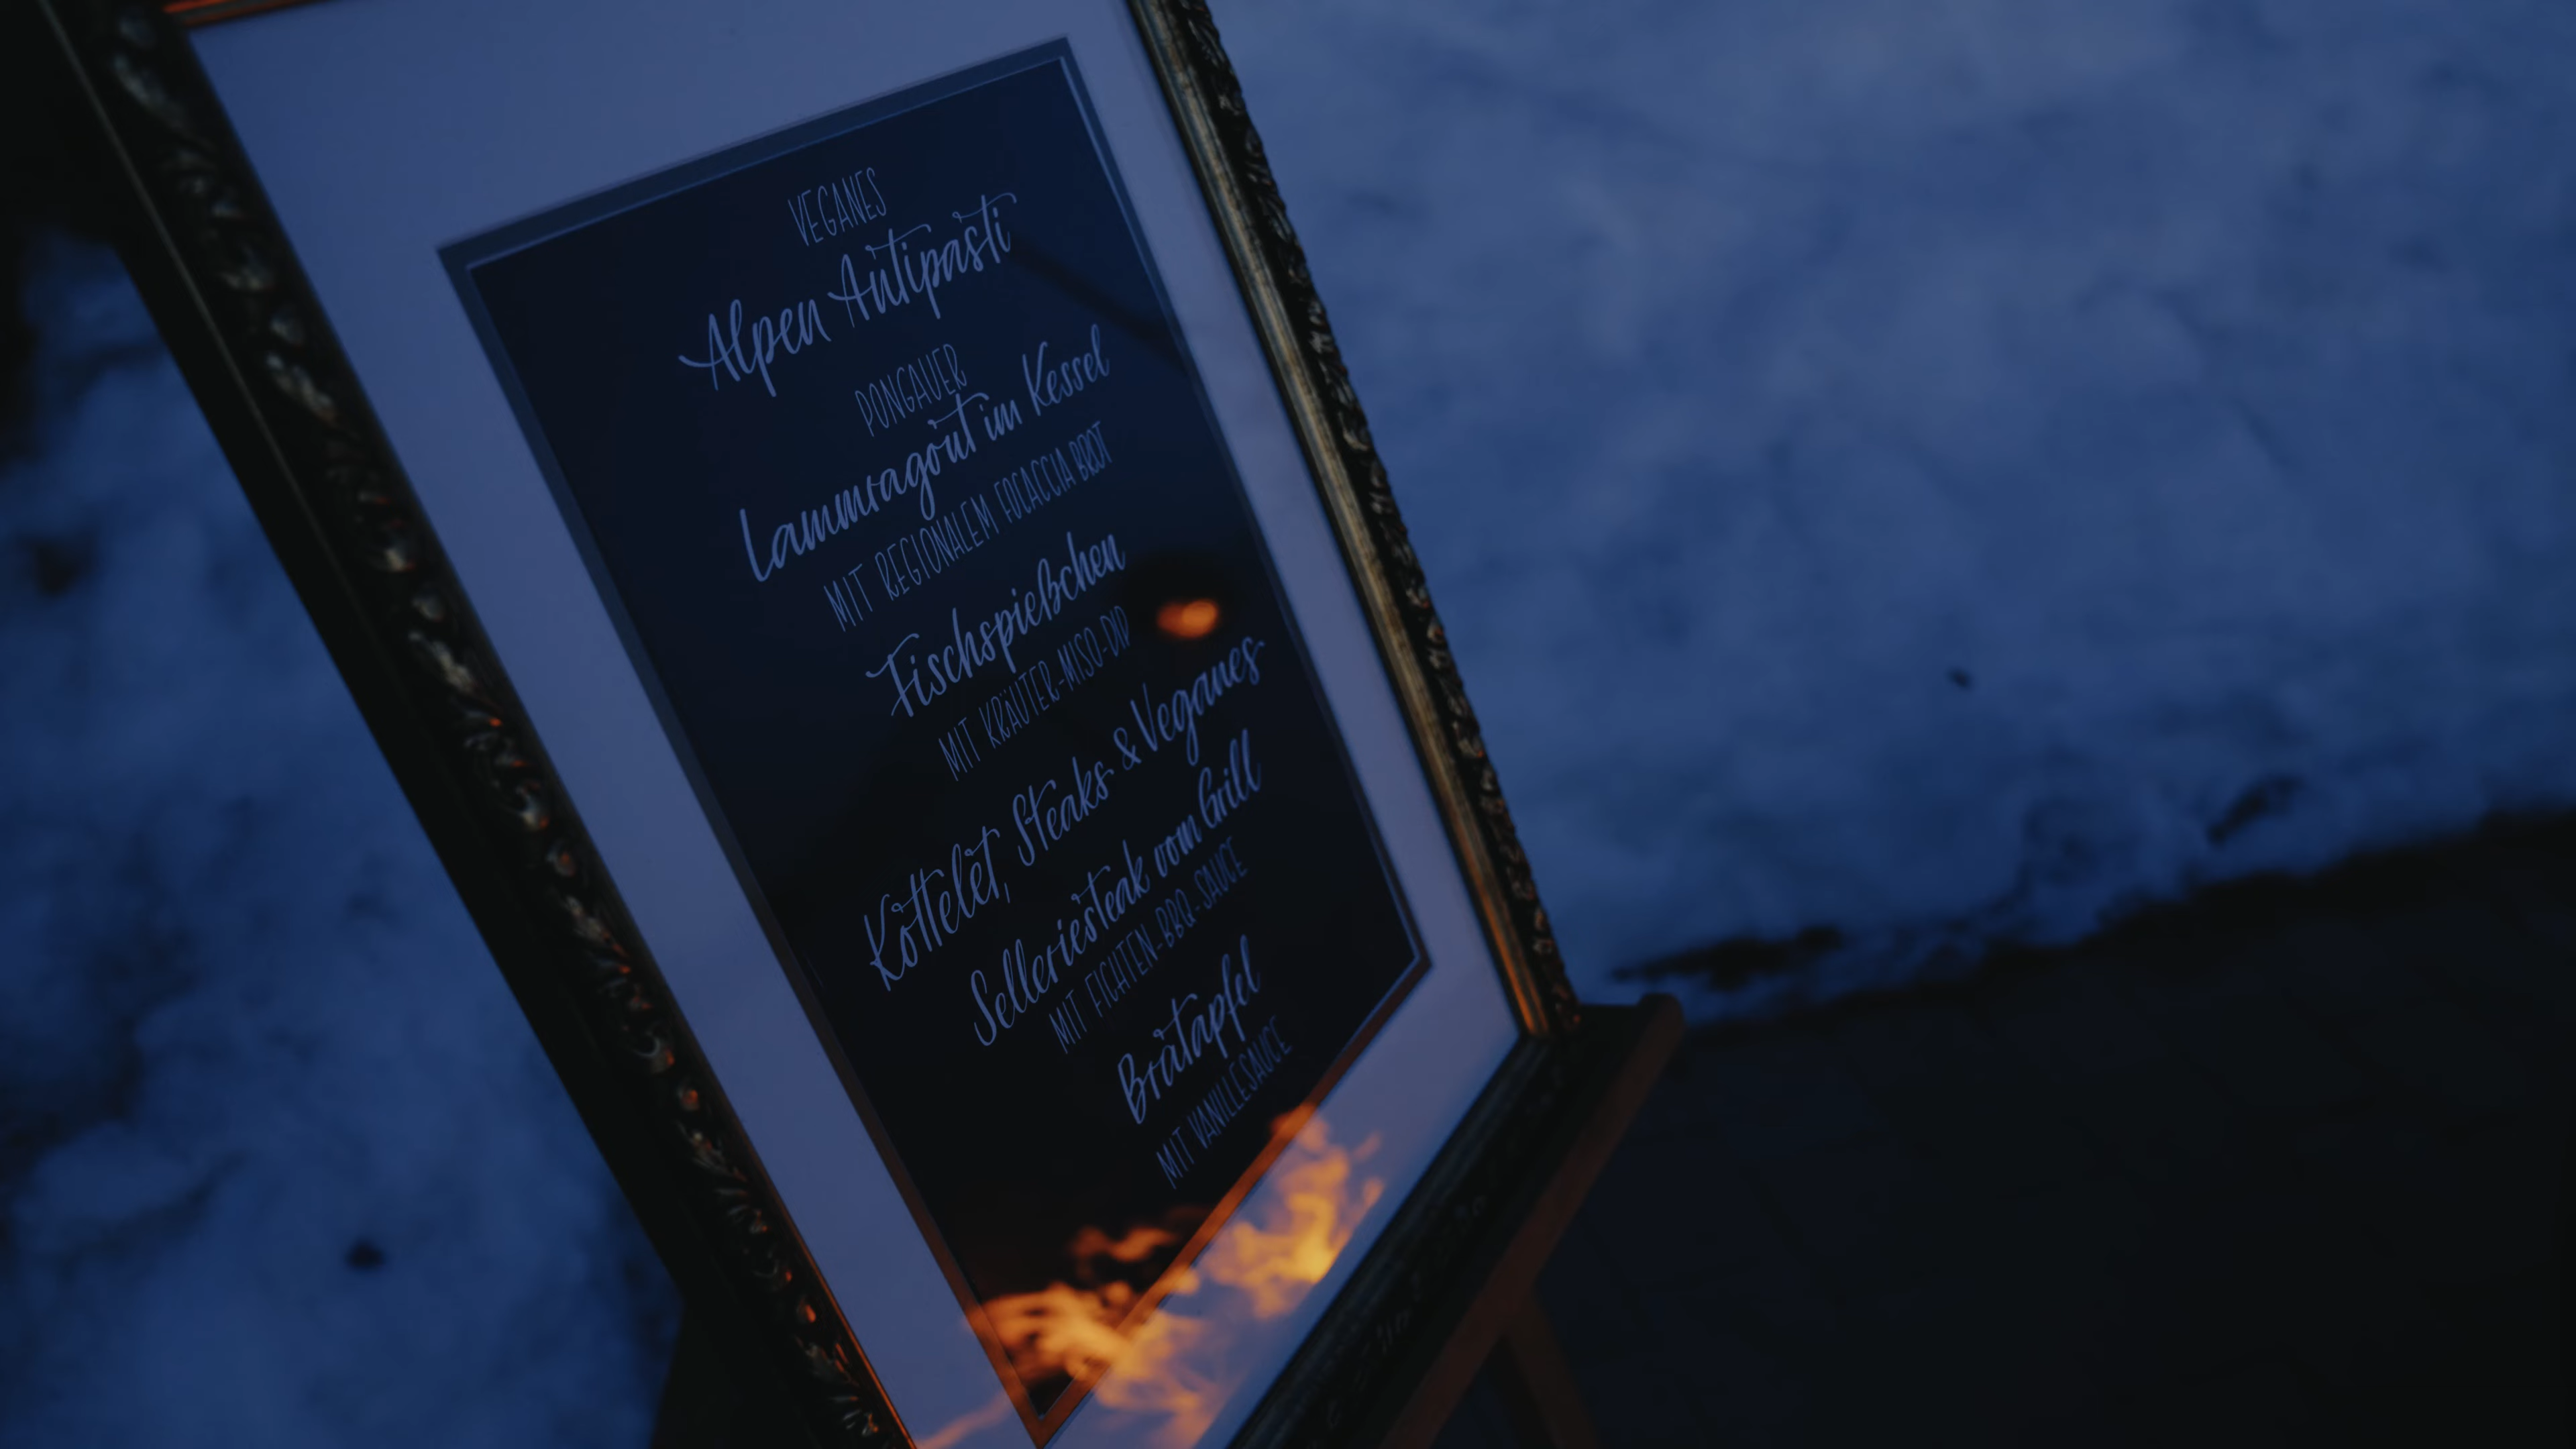 VEGANES
Alpen Antipasti
PONGAUER
Lammragout im Kessel
MIT REGIONALEM FOCACCIA BROT
Fischspießchen
MIT KRÄUTER-MISO-DIP
Kottelet, Steaks & Veganes
Selleriesteak vom Grill
MIT FICHTEN-BBQ-SAUCE
Bratapfel
MIT VANILLESAUCE